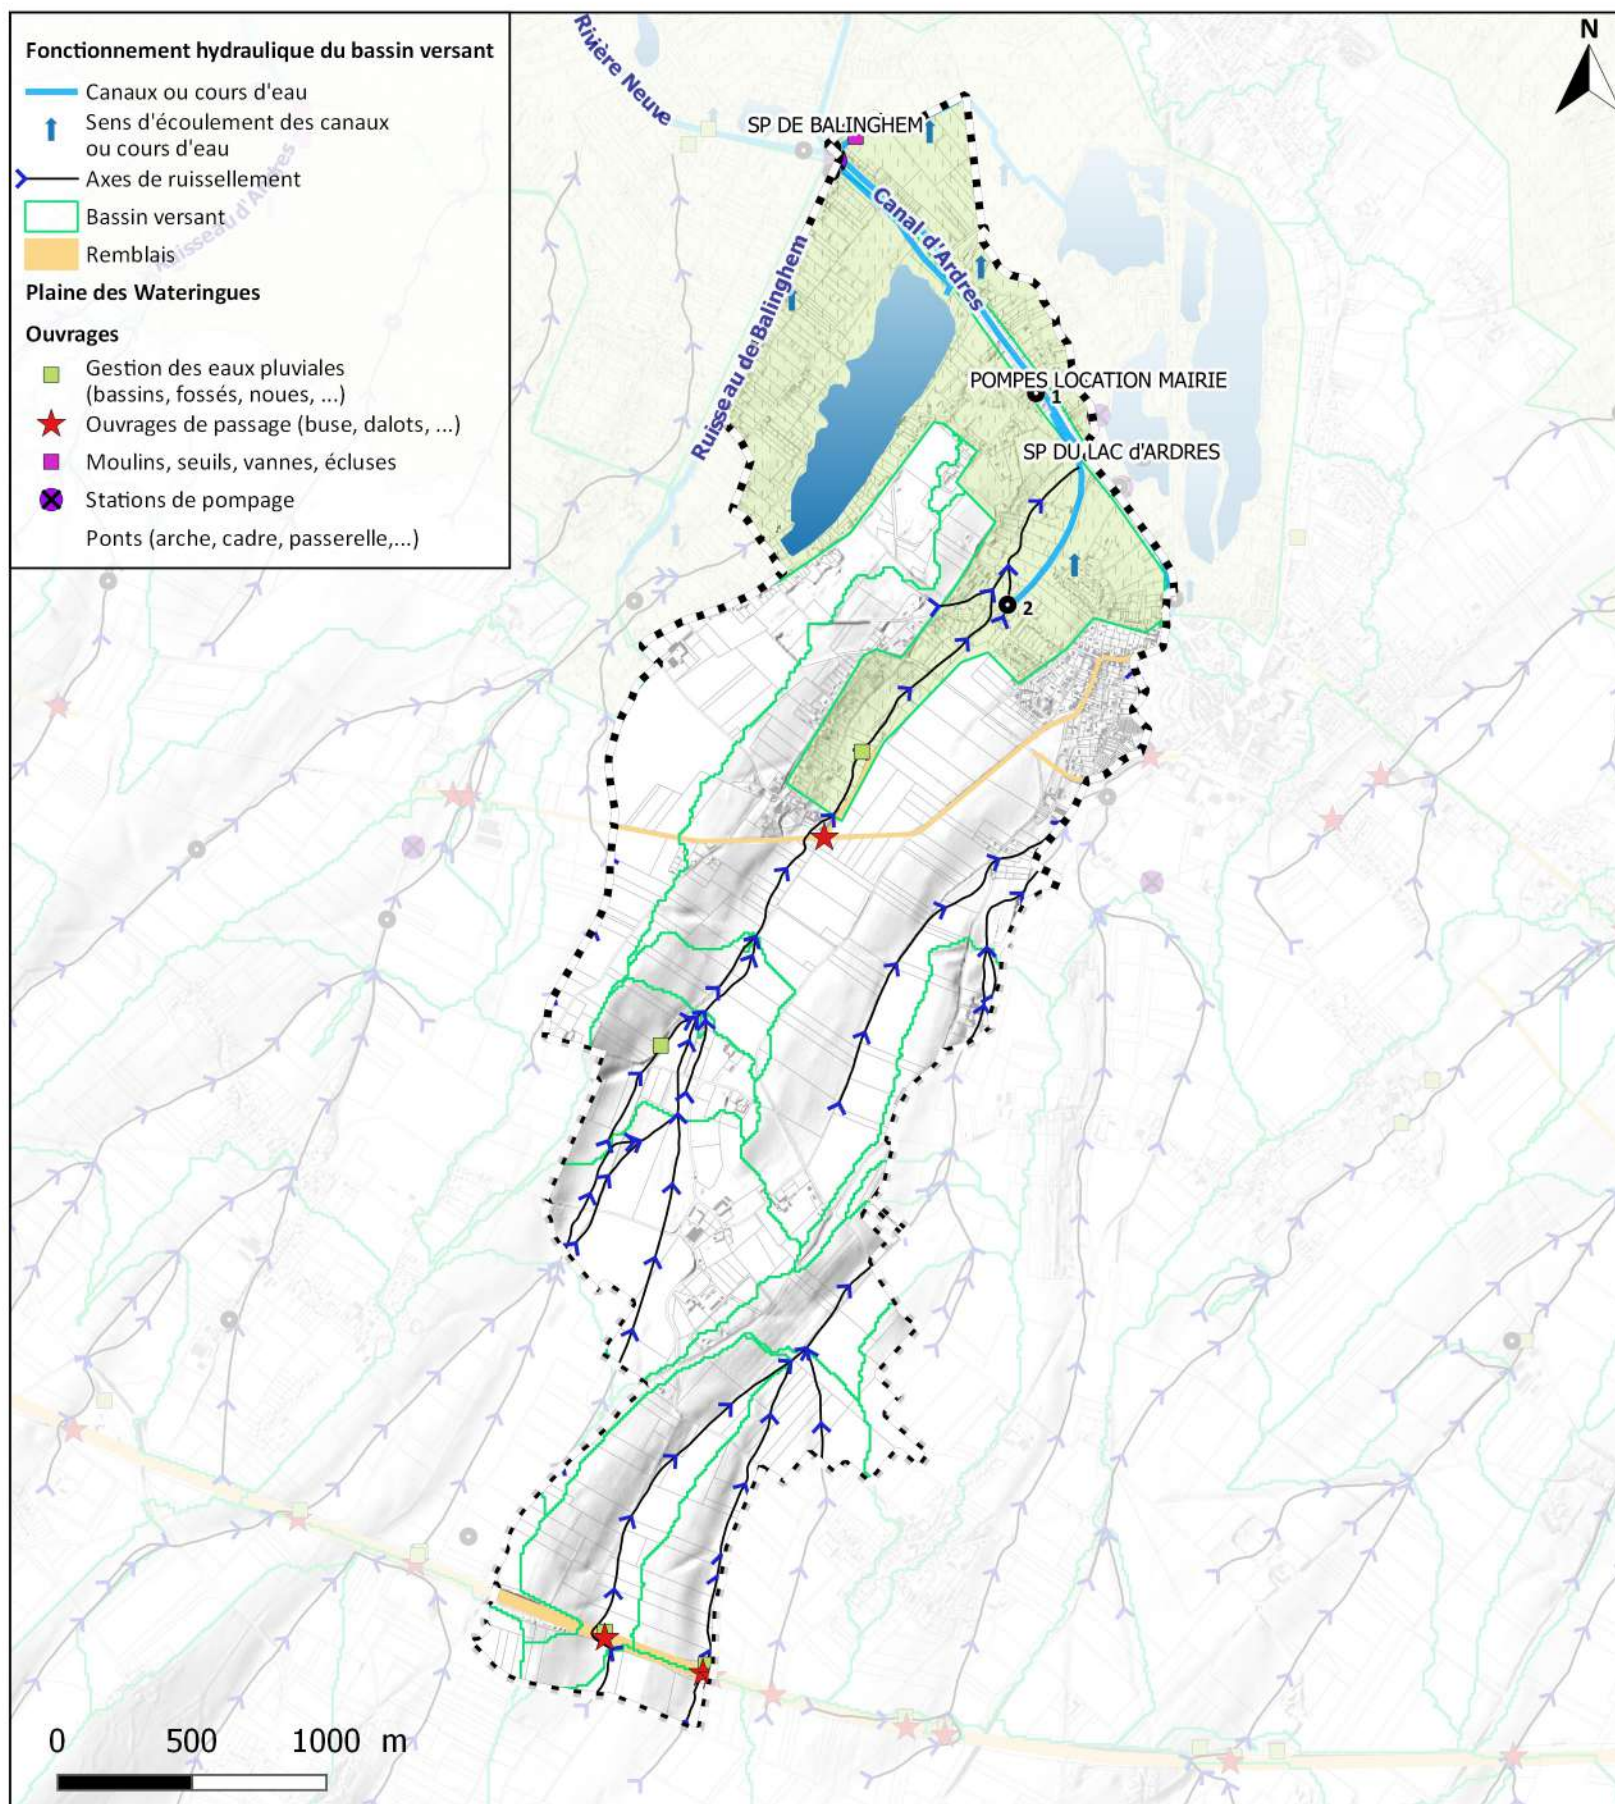 Fonctionnement hydraulique du bassin versant
Canaux ou cours d'eau
Sens d'écoulement des canaux
ou cours d'eau
Axes de ruissellement
Bassin versant
Remblais
Plaine des Wateringues
Ouvrages
Gestion des eaux pluviales
(bassins, fossés, noues, ...)
Ouvrages de passage (buse, dalots, ...)
Moulins, seuils, vannes, écluses
Stations de pompage
Ponts (arche, cadre, passerelle,...)
Ruisseau d'Ardres
Rivière Neuve
N
SP DE BALINGHEM
Canal d'Ardres
Ruisseau de Balinghem
POMPES LOCATION MAIRIE
1
SP DU LAC d'ARDRES
2
0 500 1000 m